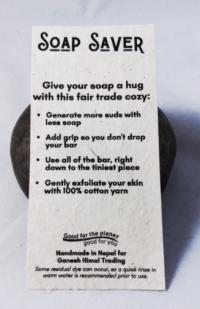 SOAP SAVER
Give your soap a hug
with this fair trade cozy:
• Generate more suds with
less soap
• Add grip so you don't drop
your bar
• Use all of the bar, right
down to the tiniest piece
• Gently exfoliate your skin
with 100% cotton yarn
Good for the planet
good for you
Handmade in Nepal for
Ganesh Himal Trading
Some residual dye can occur, so a quick rinse in
warm water is recommended prior to use.